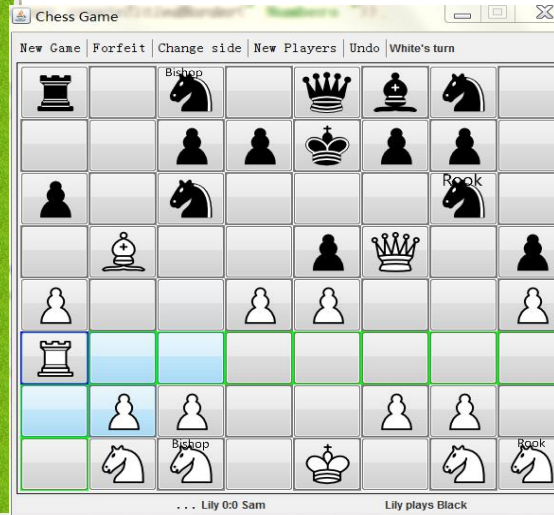 Numbers
Chess Game
New Game Forfeit Change side New Players Undo White's turn
Bishop
Rook
Bishop
Rook
... Lily 0:0 Sam Lily plays Black